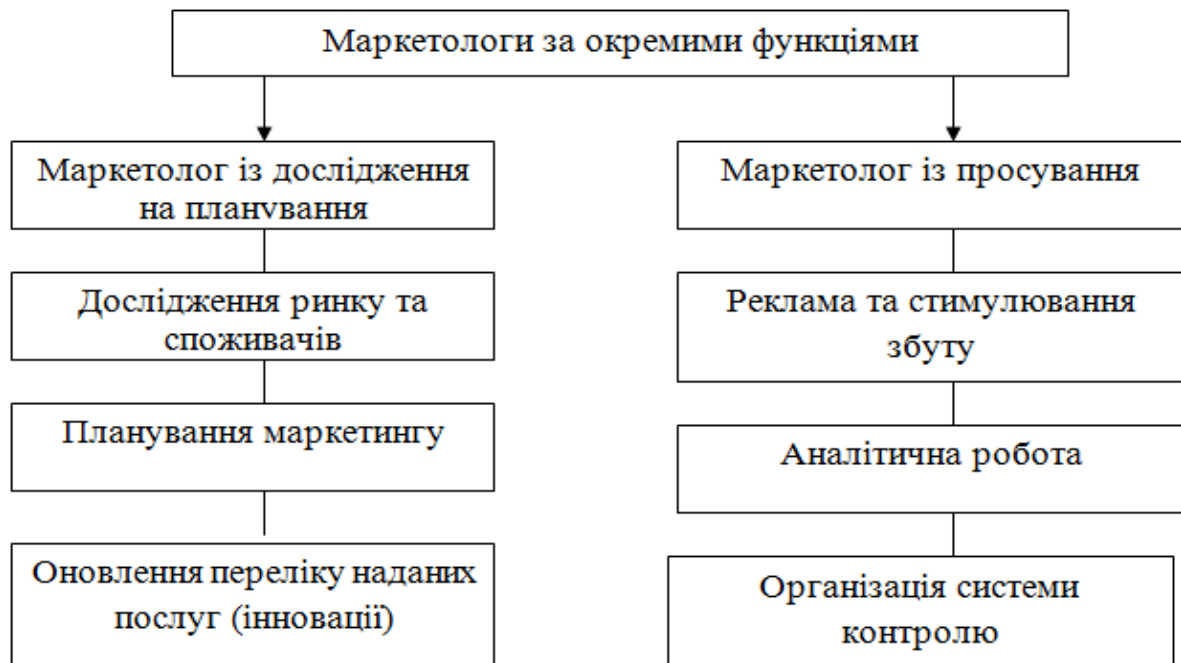 Маркетологи за окремими функціями
Маркетолог із дослідження
на планування
Дослідження ринку та
споживачів
Планування маркетингу
Оновлення переліку наданих
послуг (інновації)
Маркетолог із просування
Реклама та стимулювання
збуту
Аналітична робота
Організація системи
контролю